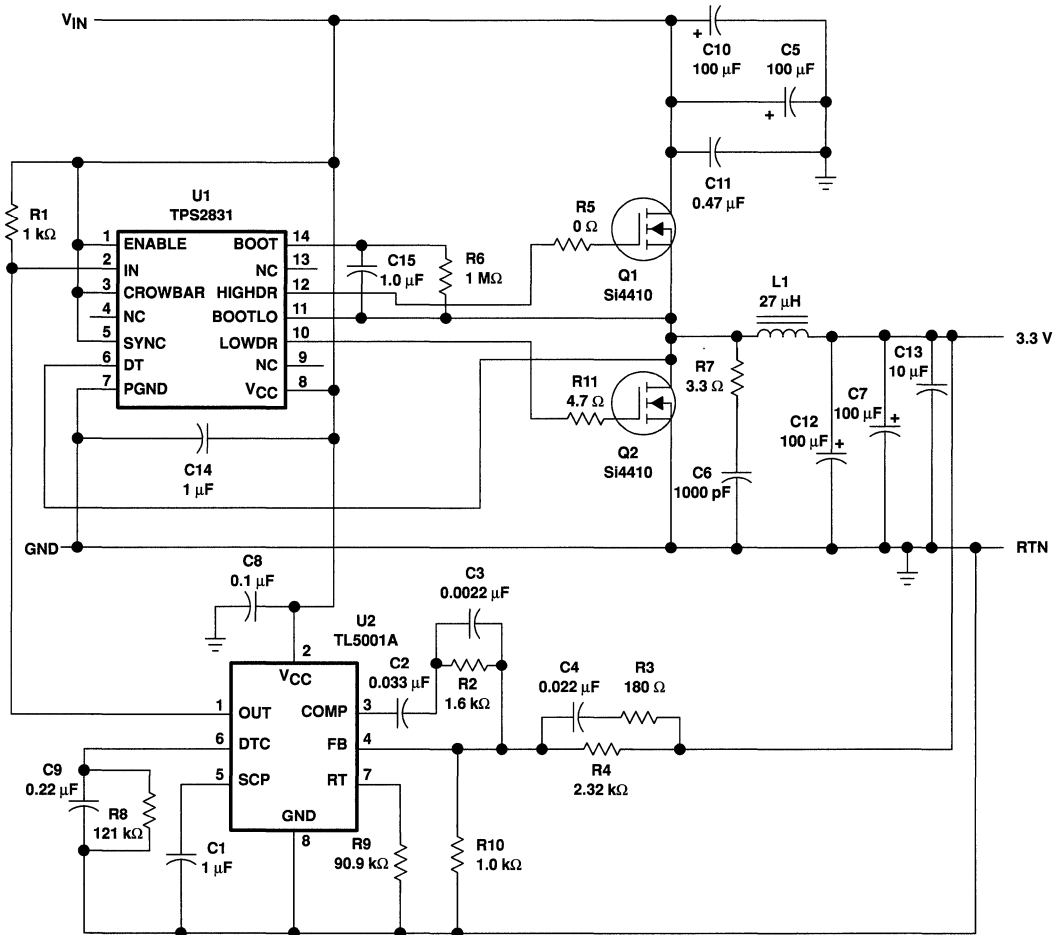 VIN
C10
100 μF
C5
100 μF
+
+
C11
0.47 μF
R1
1 kΩ
U1
TPS2831
1 ENABLE
2 IN
3 CROWBAR
4 NC
5 SYNC
6 DT
7 PGND
BOOT 14
NC 13
HIGHDR 12
BOOTLO 11
LOWDR 10
NC 9
VCC 8
C15
1.0 μF
R6
1 MΩ
R5
0 Ω
Q1
Si4410
L1
27 μH
3.3 V
R11
4.7 Ω
Q2
Si4410
R7
3.3 Ω
C6
1000 pF
C12
100 μF
+
C7
100 μF
+
C13
10 μF
C14
1 μF
GND
RTN
C8
0.1 μF
U2
TL5001A
2
VCC
1 OUT
6 DTC
5 SCP
COMP 3
FB 4
RT 7
GND
8
C2
0.033 μF
C3
0.0022 μF
R2
1.6 kΩ
C4
0.022 μF
R3
180 Ω
R4
2.32 kΩ
C9
0.22 μF
R8
121 kΩ
C1
1 μF
R9
90.9 kΩ
R10
1.0 kΩ